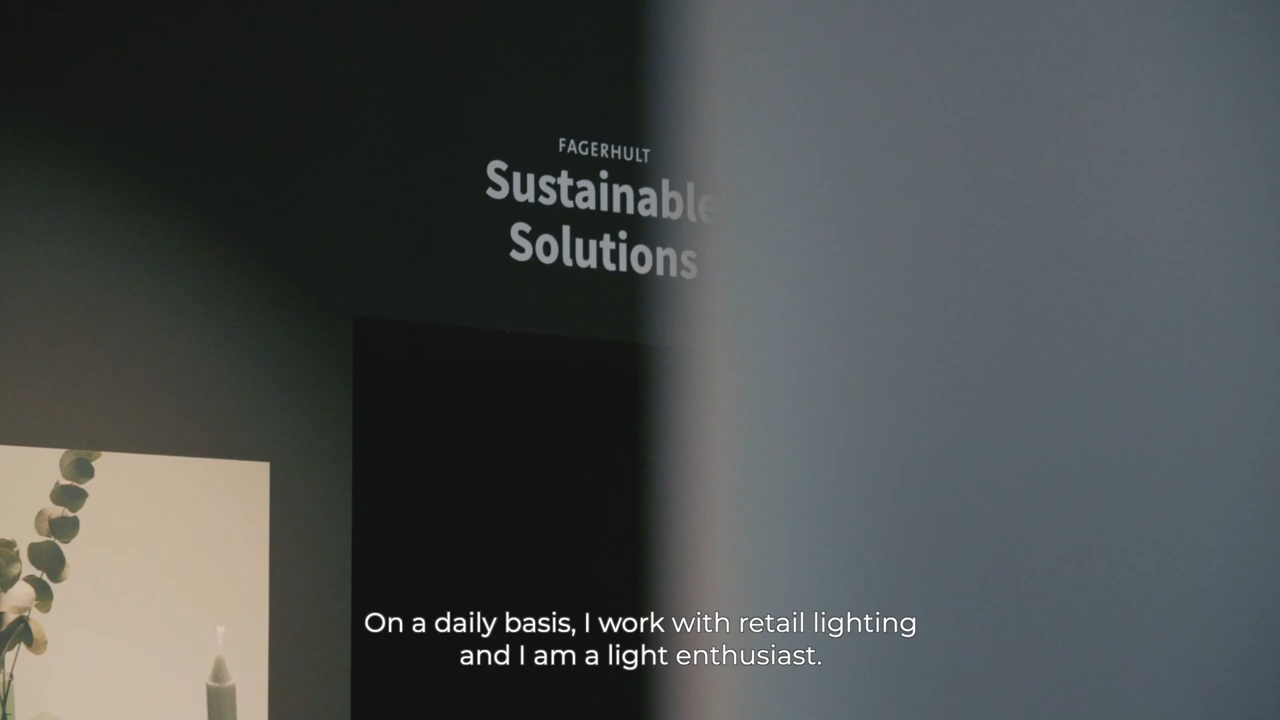 FAGERHULT
Sustainable
Solutions
On a daily basis, I work with retail lighting
and I am a light enthusiast.